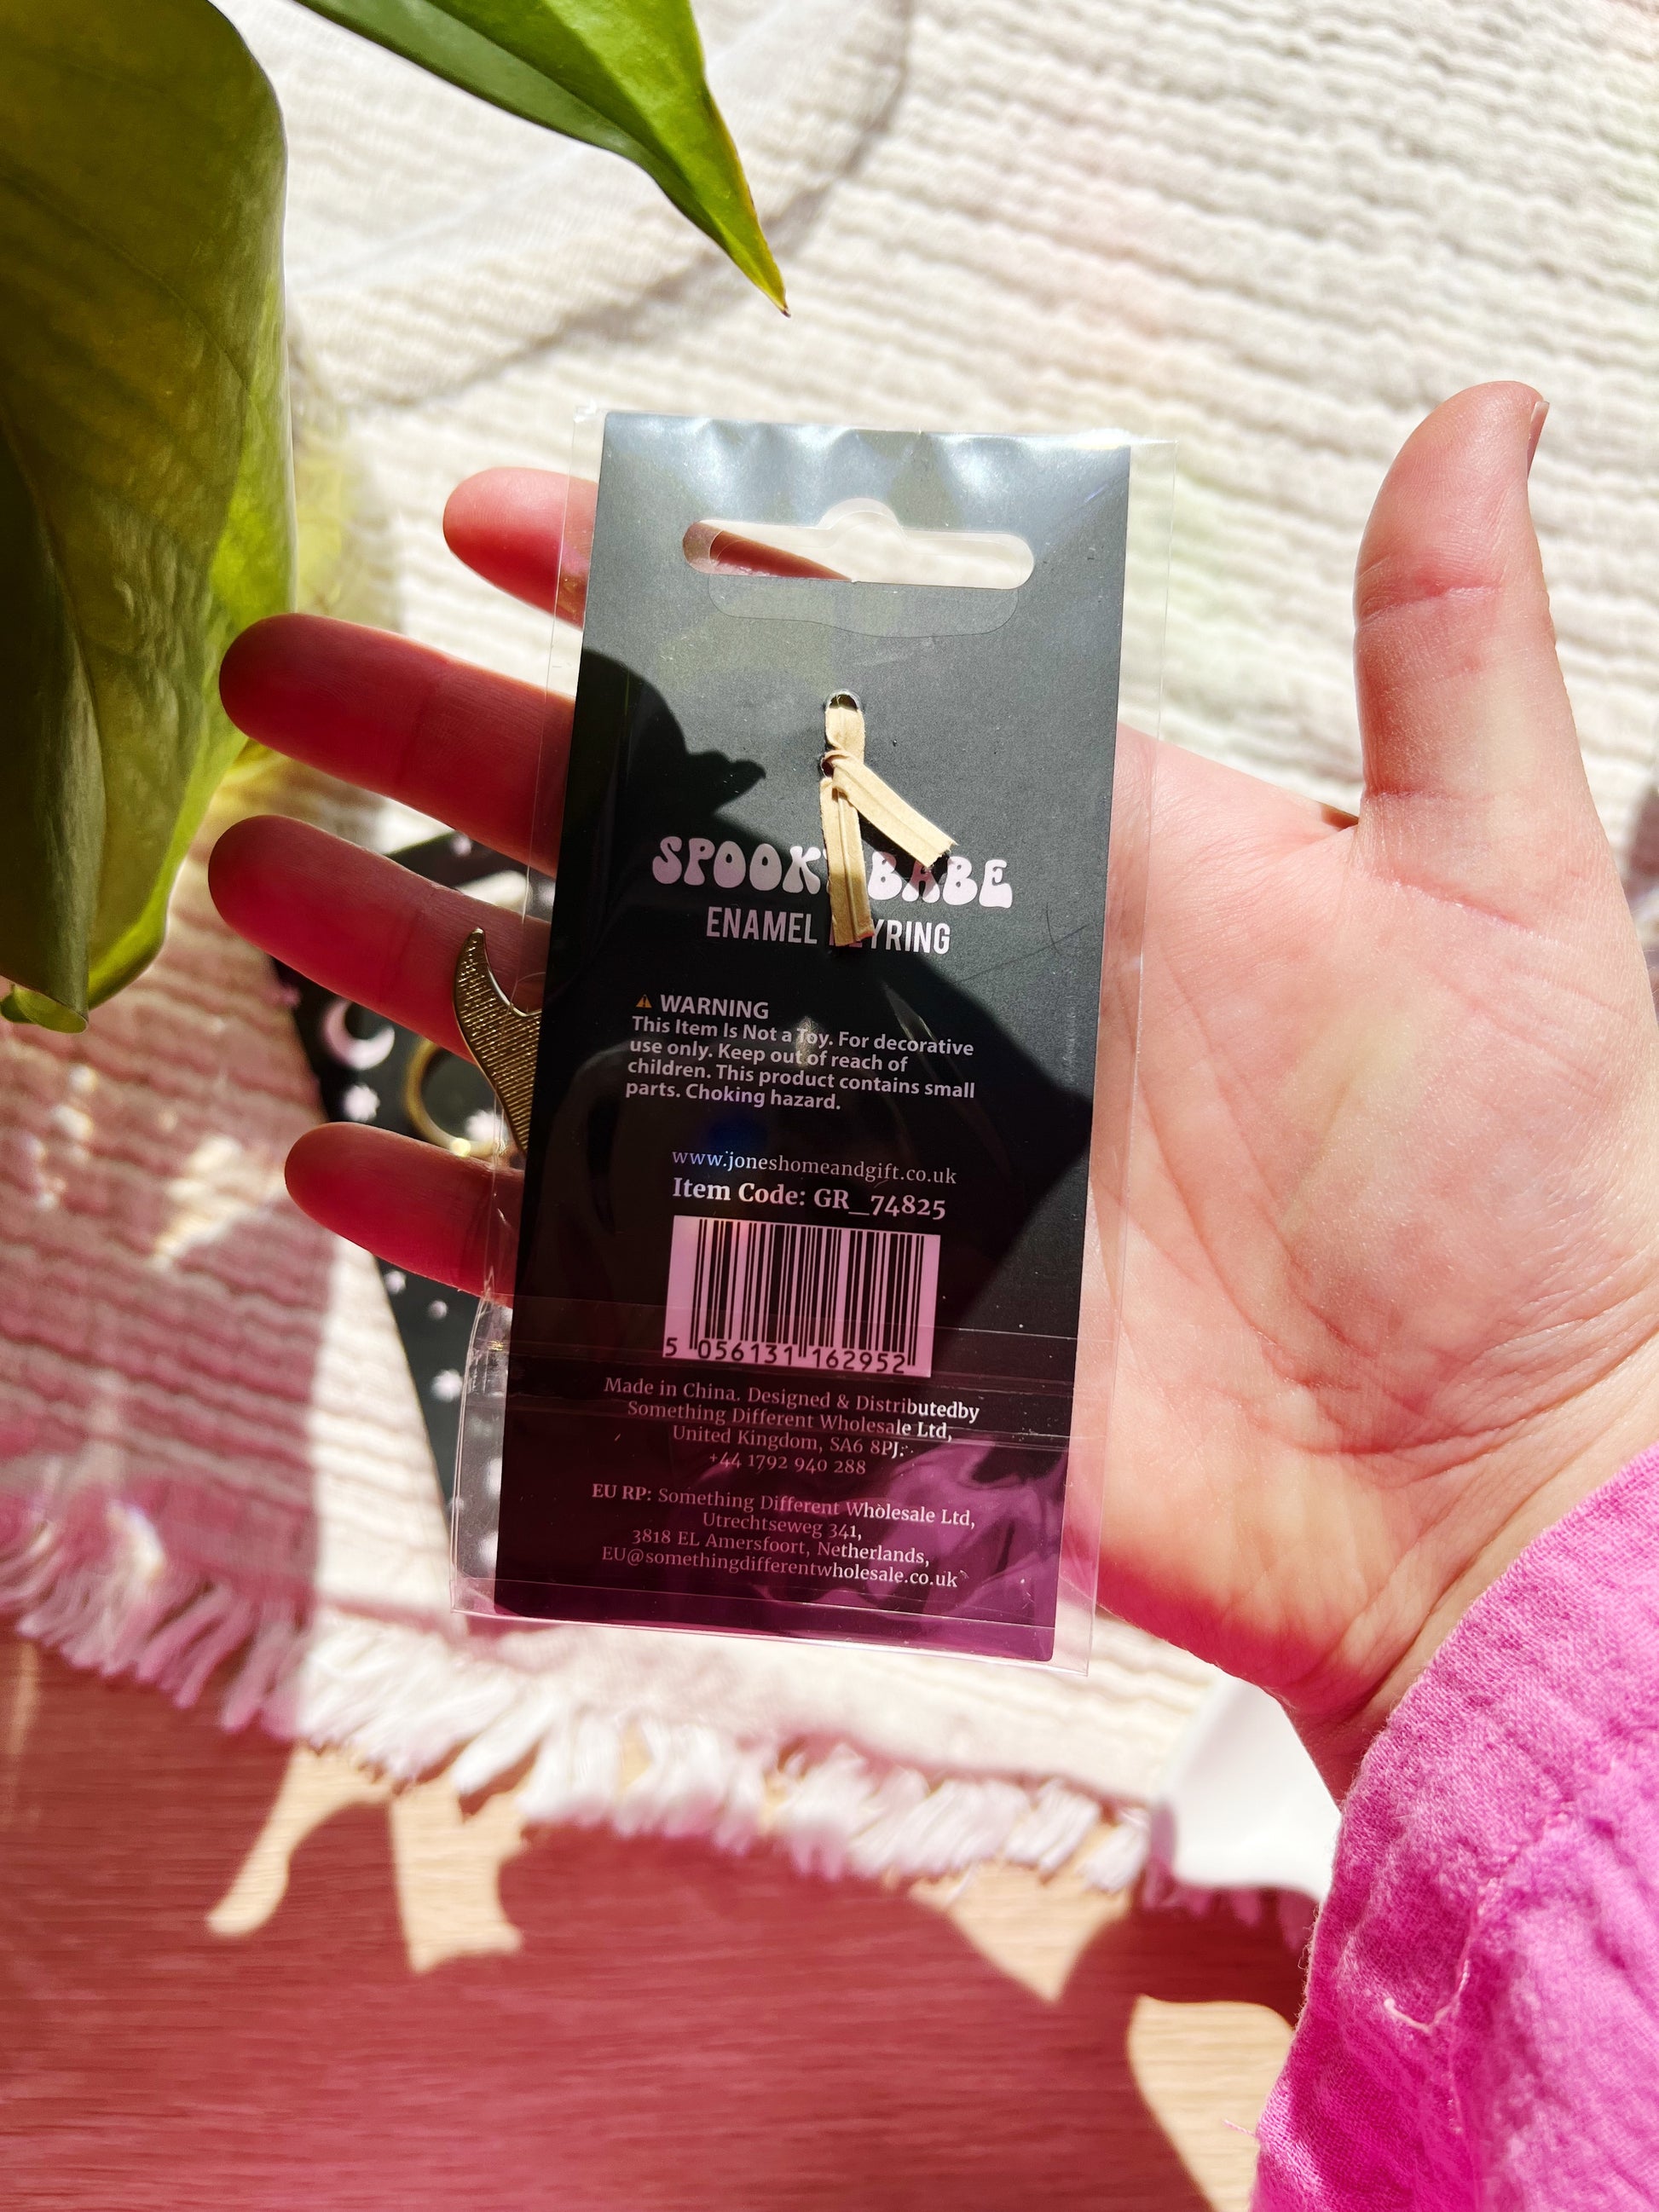 SPOOKY BABE
ENAMEL KEYRING
WARNING
This Item Is Not a Toy. For decorative
use only. Keep out of reach of
children. This product contains small
parts. Choking hazard.
www.joneshomeandgift.co.uk
Item Code: GR_74825
5 056131 162952
Made in China. Designed & Distributedby
Something Different Wholesale Ltd,
United Kingdom, SA6 8PJ.
+44 1792 940 288
EU RP: Something Different Wholesale Ltd,
Utrechtseweg 341,
3818 EL Amersfoort, Netherlands,
EU@somethingdifferentwholesale.co.uk